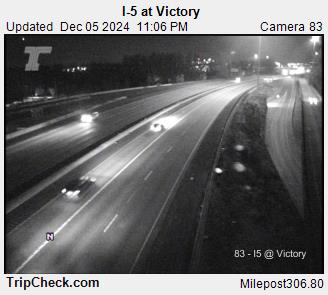 I-5 at Victory
Updated Dec 05 2024 11:06 PM Camera 83
T
N
83 - I5 @ Victory
TripCheck.com Milepost306.80